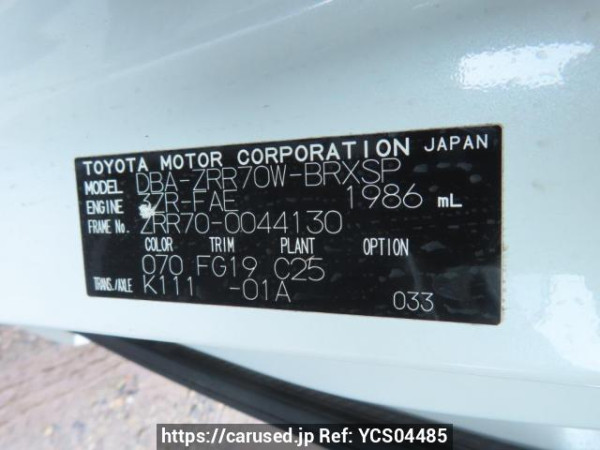 TOYOTA MOTOR CORPORATION JAPAN
MODEL DBA-ZRR70W-BRXSP
ENGINE 3ZR-FAE 1986 mL
FRAME No. ZRR70-0044130
COLOR TRIM PLANT OPTION
070 FG19 C25
TRANS./AXLE K111 -01A 033
https://carused.jp Ref: YCS04485